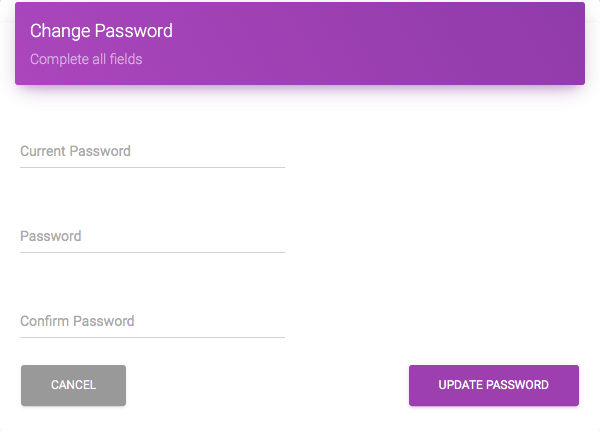 Change Password
Complete all fields
Current Password
Password
Confirm Password
CANCEL
UPDATE PASSWORD